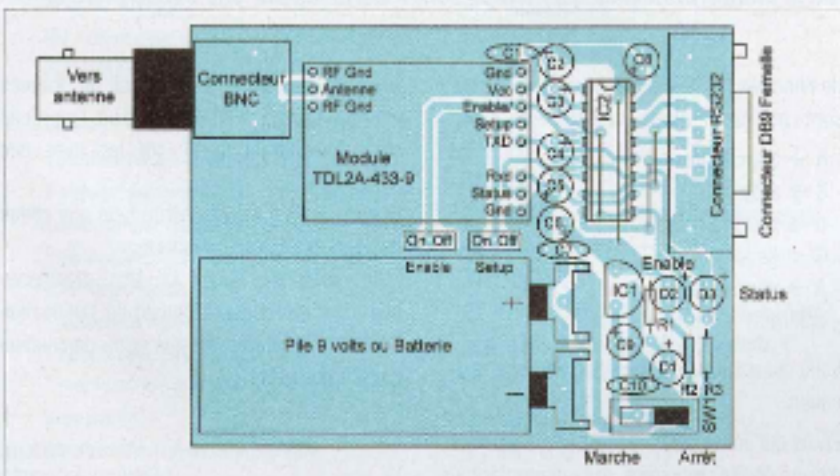 Vers
antenne
Connecteur
BNC
RF Gnd
Antenne
RF Gnd
Module
TDL2A-433-9
Gnd
Vcc
Enable
Setup
TXD
Rxd
Status
Gnd
C1
C2
C3
C4
C5
C6
C7
C8
IC2
Connecteur RS232
Connecteur DB9 Femelle
On Off
Enable
On Off
Setup
Pile 9 volts ou Batterie
+
−
Enable
IC1
D2
D3
Status
R1
C9
+
D1
C10
R2
R3
SW1
Marche
Arrêt